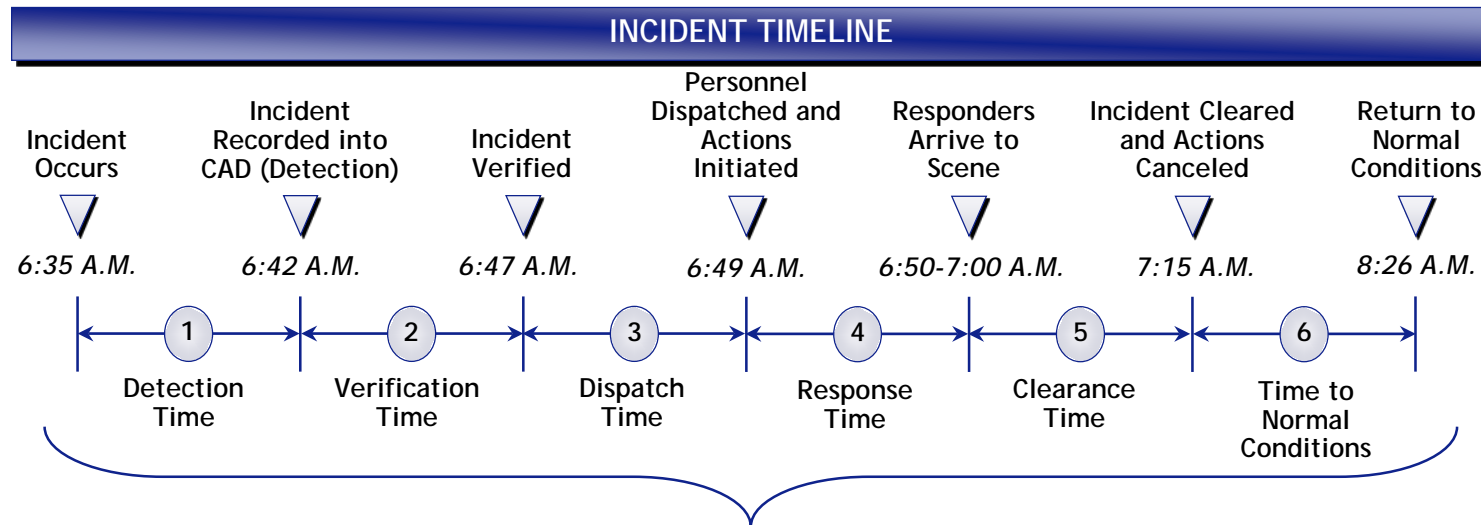 INCIDENT TIMELINE
Incident
Occurs
Incident
Recorded into
CAD (Detection)
Incident
Verified
Personnel
Dispatched and
Actions
Initiated
Responders
Arrive to
Scene
Incident Cleared
and Actions
Canceled
Return to
Normal
Conditions
6:35 A.M.
6:42 A.M.
6:47 A.M.
6:49 A.M.
6:50-7:00 A.M.
7:15 A.M.
8:26 A.M.
1
2
3
4
5
6
Detection
Time
Verification
Time
Dispatch
Time
Response
Time
Clearance
Time
Time to
Normal
Conditions